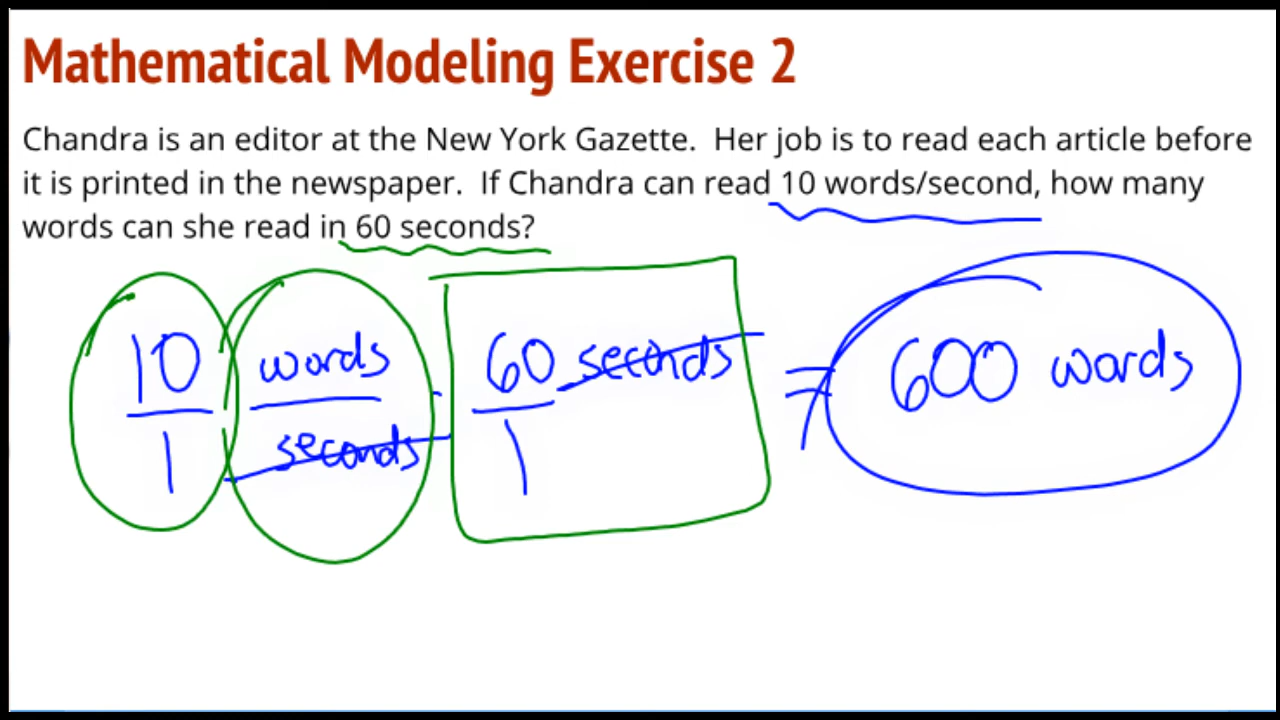 Mathematical Modeling Exercise 2
Chandra is an editor at the New York Gazette. Her job is to read each article before
it is printed in the newspaper. If Chandra can read 10 words/second, how many
words can she read in 60 seconds?
10 words · 60 seconds = 600 words
1 seconds 1